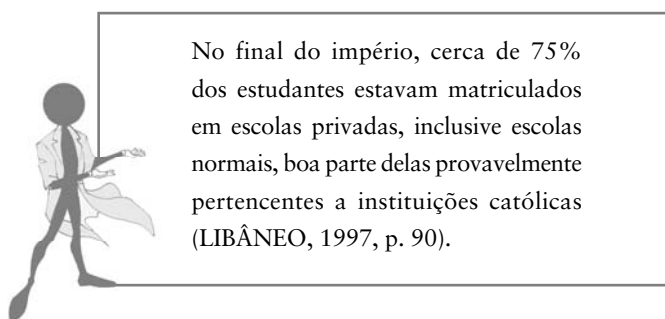 No final do império, cerca de 75%
dos estudantes estavam matriculados
em escolas privadas, inclusive escolas
normais, boa parte delas provavelmente
pertencentes a instituições católicas
(LIBÂNEO, 1997, p. 90).